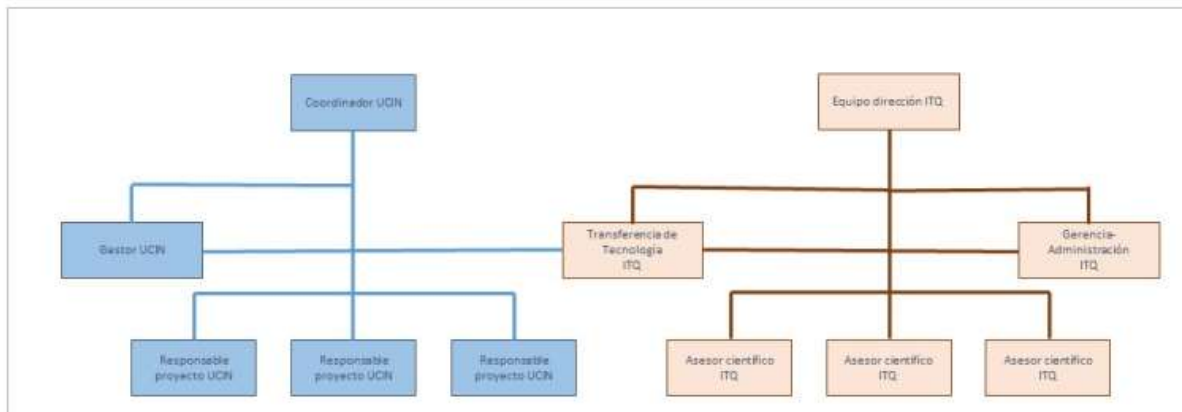 Coordinador UCIN
Equipo dirección ITQ
Gestor UCIN
Transferencia de
Tecnología
ITQ
Gerencia-
Administración
ITQ
Responsable
proyecto UCIN
Responsable
proyecto UCIN
Responsable
proyecto UCIN
Asesor científico
ITQ
Asesor científico
ITQ
Asesor científico
ITQ